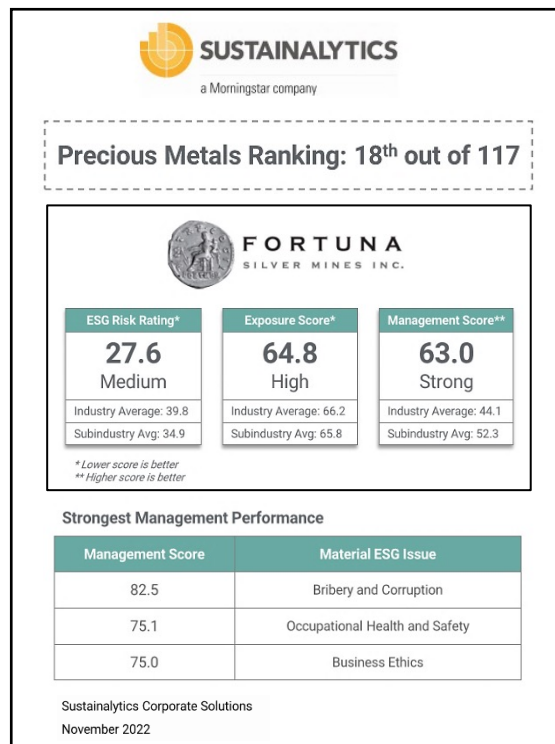 SUSTAINALYTICS
a Morningstar company
Precious Metals Ranking: 18th out of 117
FORTUNA
SILVER MINES INC.
ESG Risk Rating*
27.6
Medium
Industry Average: 39.8
Subindustry Avg: 34.9
Exposure Score*
64.8
High
Industry Average: 66.2
Subindustry Avg: 65.8
Management Score**
63.0
Strong
Industry Average: 44.1
Subindustry Avg: 52.3
* Lower score is better
** Higher score is better
Strongest Management Performance
Management Score Material ESG Issue
82.5 Bribery and Corruption
75.1 Occupational Health and Safety
75.0 Business Ethics
Sustainalytics Corporate Solutions
November 2022